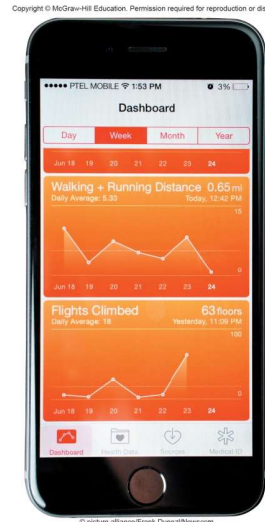 Copyright © McGraw-Hill Education. Permission required for reproduction or dis
●●●●● PTEL MOBILE 1:53 PM 3%
Dashboard
Day Week Month Year
Jun 18 19 20 21 22 23 24
Walking + Running Distance 0.65 mi
Daily Average: 5.33 Today, 12:42 PM
15
0
Jun 18 19 20 21 22 23 24
Flights Climbed 63 floors
Daily Average: 18 Yesterday, 11:09 PM
100
0
Jun 18 19 20 21 22 23 24
Dashboard Health Data Sources Medical ID
© picture alliance/Frank Duenzl/Newscom